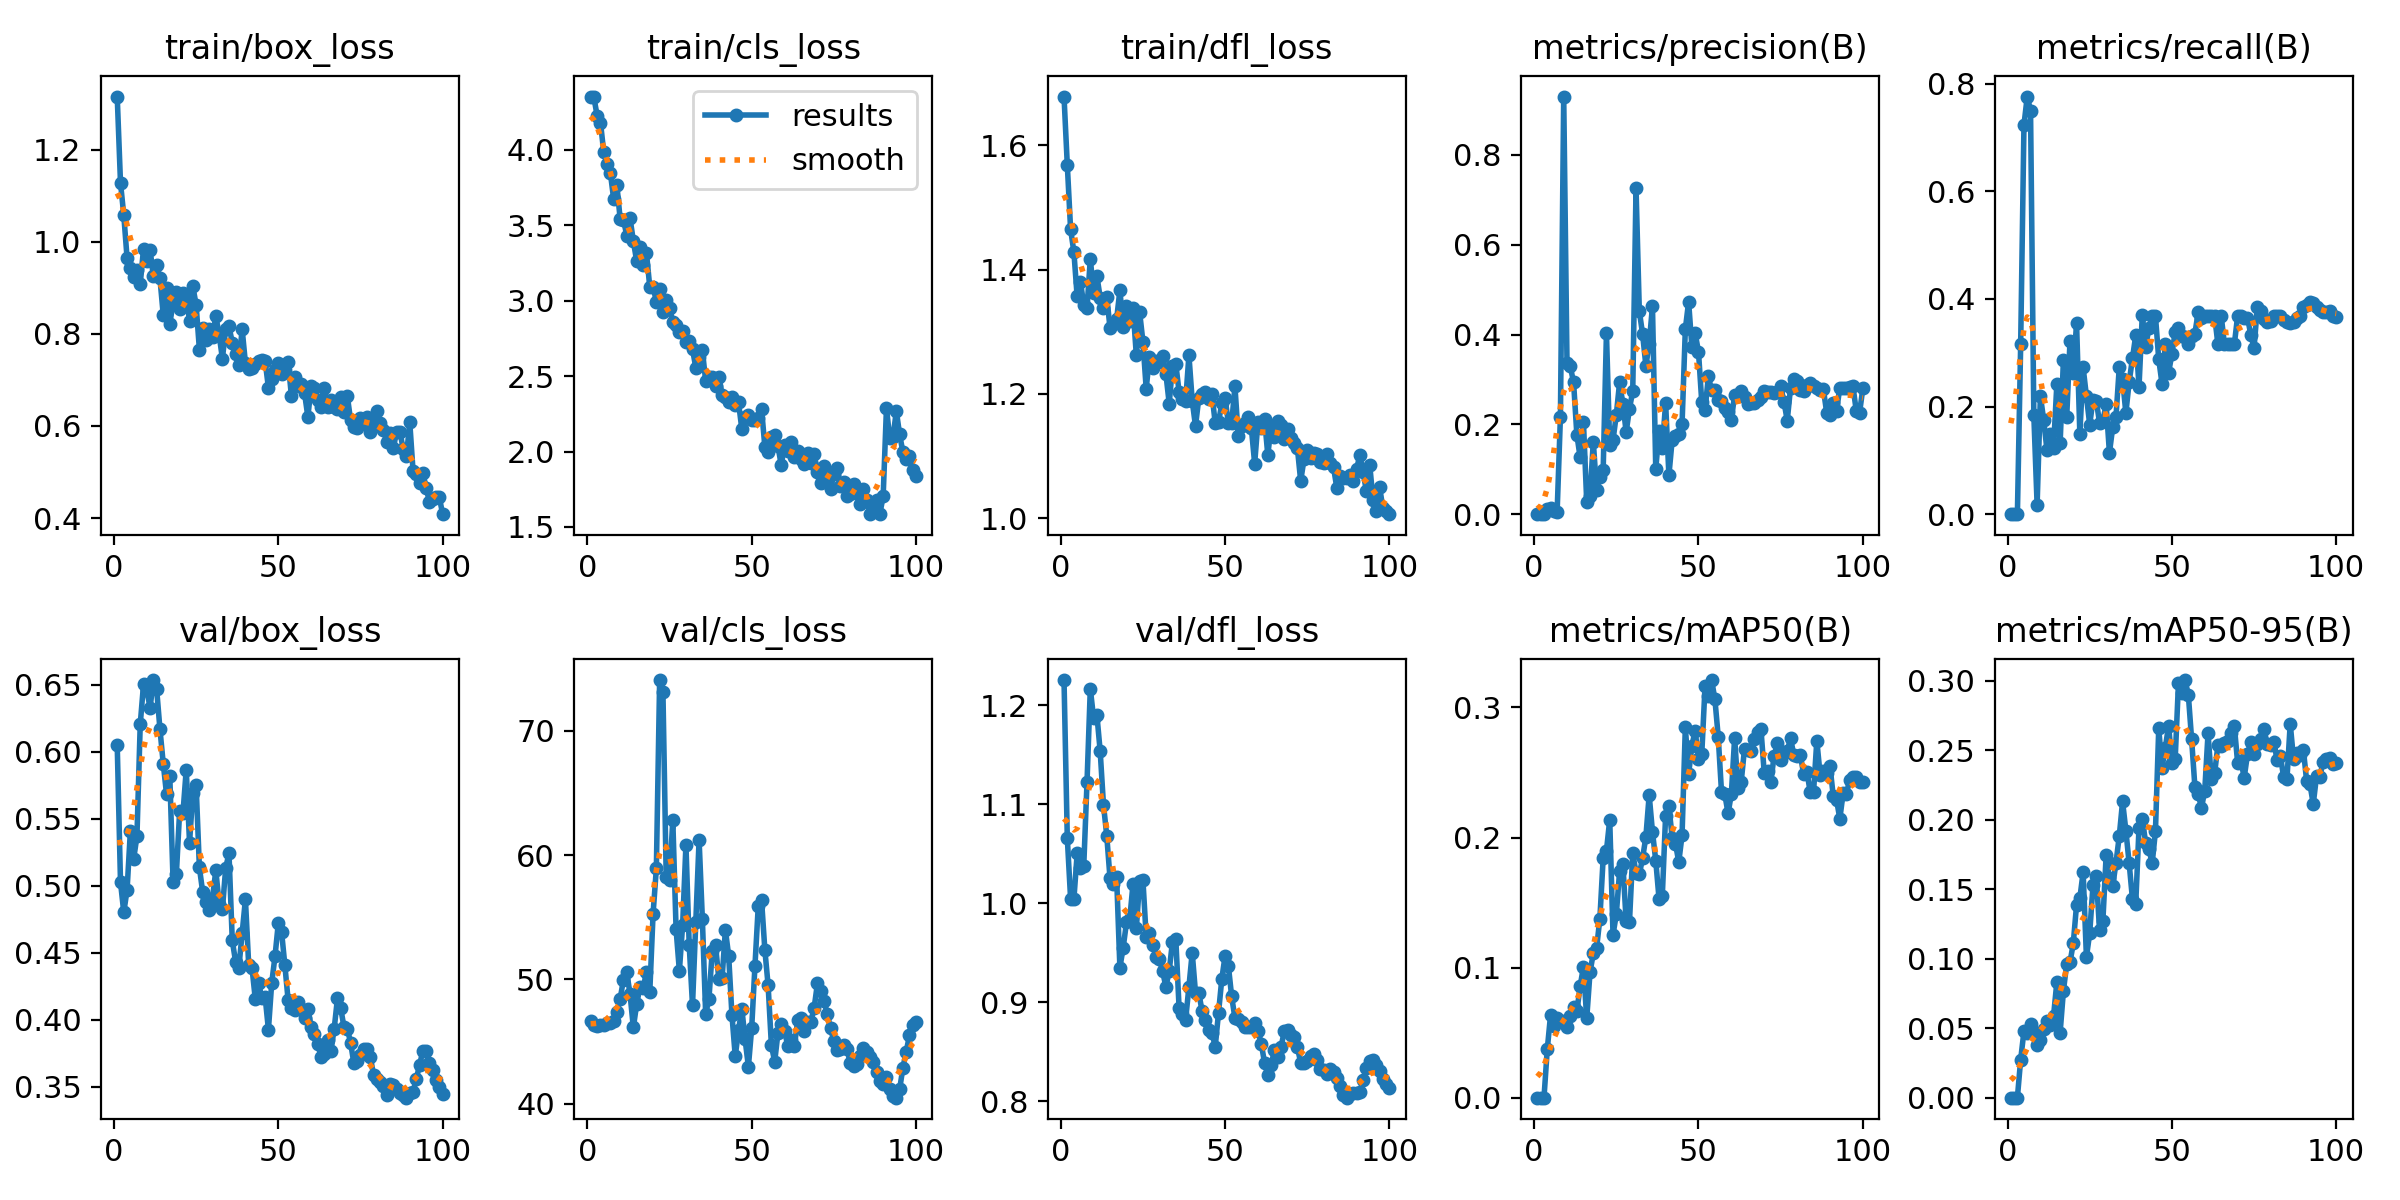 train/box_loss
1.2
1.0
0.8
0.6
0.4
0 50 100
train/cls_loss
results
smooth
4.0
3.5
3.0
2.5
2.0
1.5
0 50 100
train/dfl_loss
1.6
1.4
1.2
1.0
0 50 100
metrics/precision(B)
0.8
0.6
0.4
0.2
0.0
0 50 100
metrics/recall(B)
0.8
0.6
0.4
0.2
0.0
0 50 100
val/box_loss
0.65
0.60
0.55
0.50
0.45
0.40
0.35
0 50 100
val/cls_loss
70
60
50
40
0 50 100
val/dfl_loss
1.2
1.1
1.0
0.9
0.8
0 50 100
metrics/mAP50(B)
0.3
0.2
0.1
0.0
0 50 100
metrics/mAP50-95(B)
0.30
0.25
0.20
0.15
0.10
0.05
0.00
0 50 100